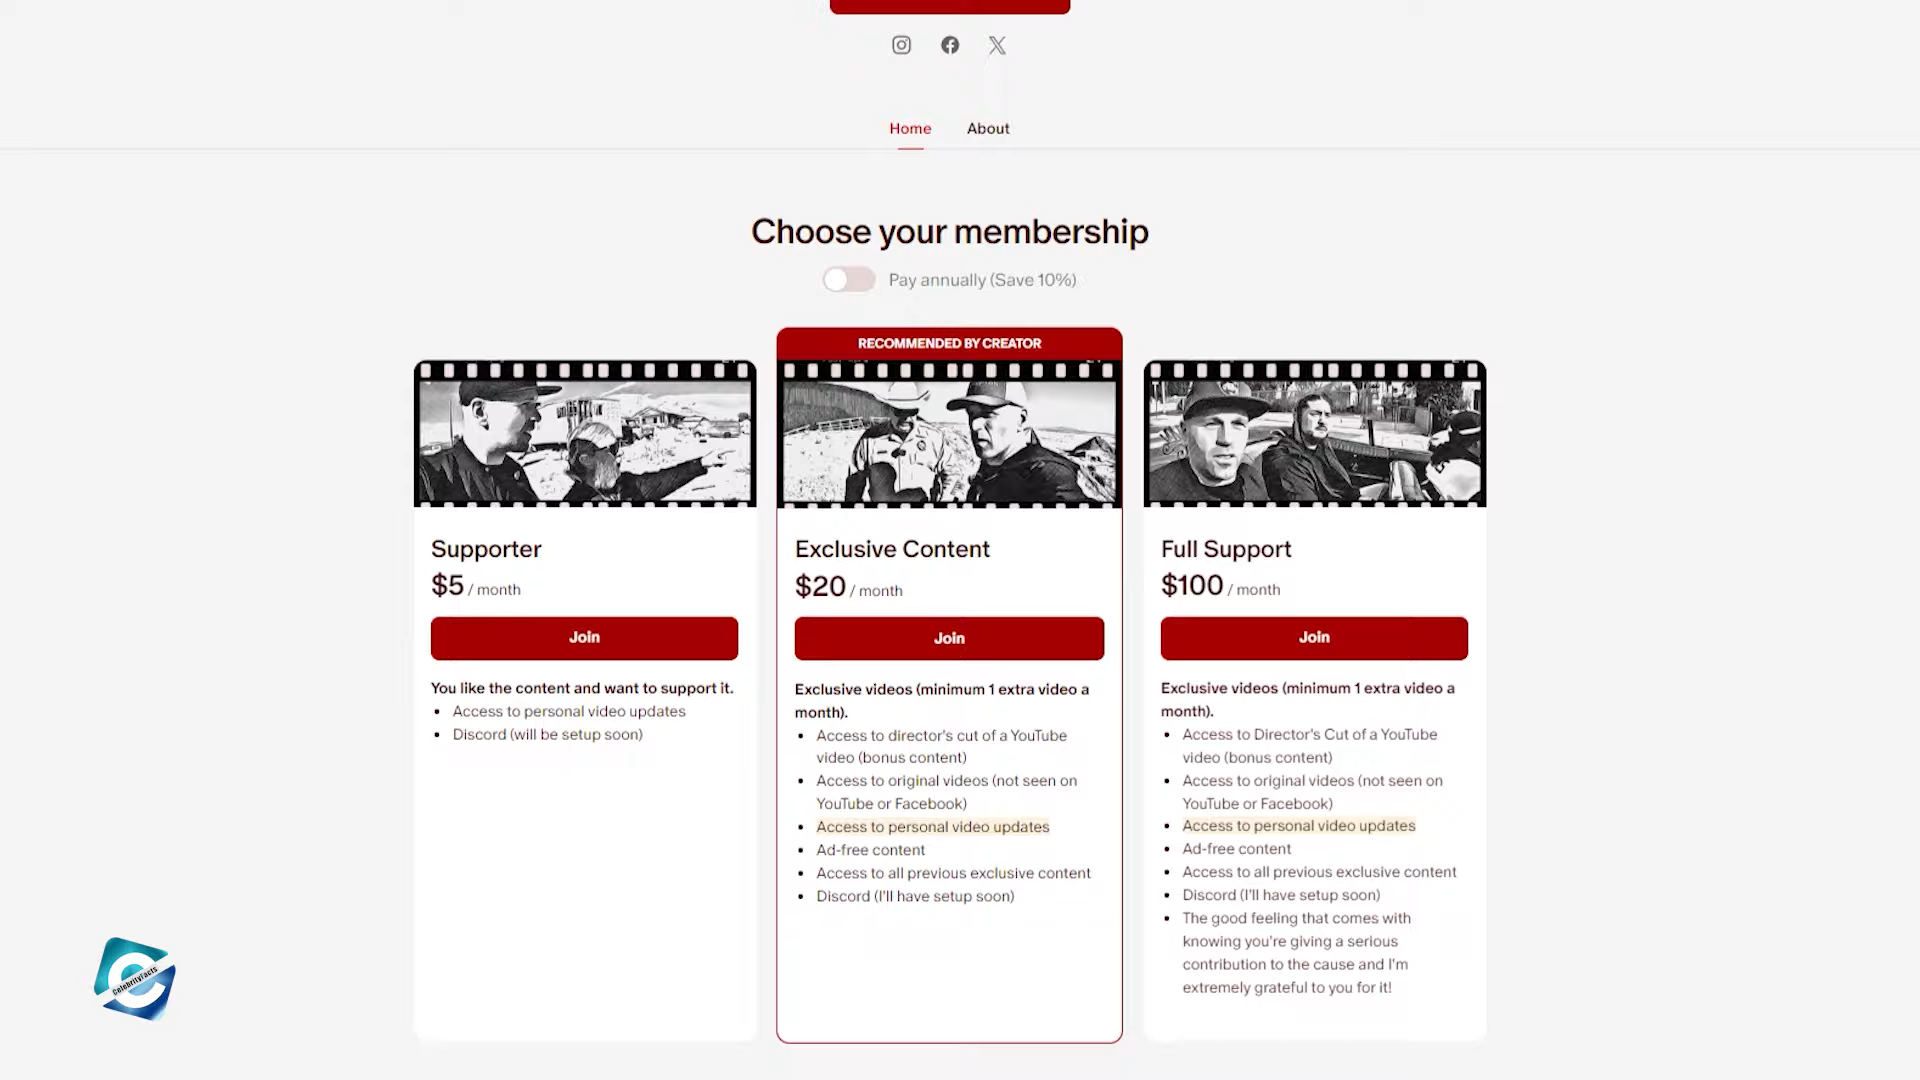 Home
About
Choose your membership
Pay annually (Save 10%)
RECOMMENDED BY CREATOR
Supporter
$5 / month
Join
You like the content and want to support it.
• Access to personal video updates
• Discord (will be setup soon)
Exclusive Content
$20 / month
Join
Exclusive videos (minimum 1 extra video a
month).
• Access to director's cut of a YouTube
video (bonus content)
• Access to original videos (not seen on
YouTube or Facebook)
• Access to personal video updates
• Ad-free content
• Access to all previous exclusive content
• Discord (I'll have setup soon)
Full Support
$100 / month
Join
Exclusive videos (minimum 1 extra video a
month).
• Access to Director's Cut of a YouTube
video (bonus content)
• Access to original videos (not seen on
YouTube or Facebook)
• Access to personal video updates
• Ad-free content
• Access to all previous exclusive content
• Discord (I'll have setup soon)
• The good feeling that comes with
knowing you're giving a serious
contribution to the cause and I'm
extremely grateful to you for it!
CelebrityFacts